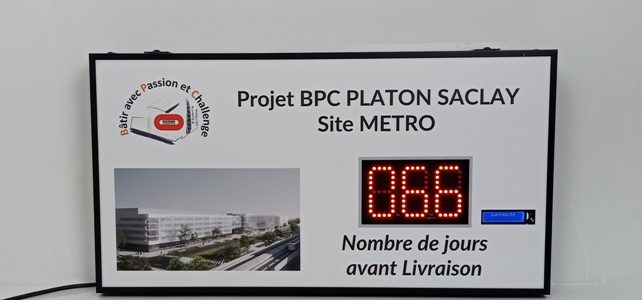 Bâtir avec Passion et Challenge
Projet BPC PLATON SACLAY
Site METRO
066
Nombre de jours
avant Livraison